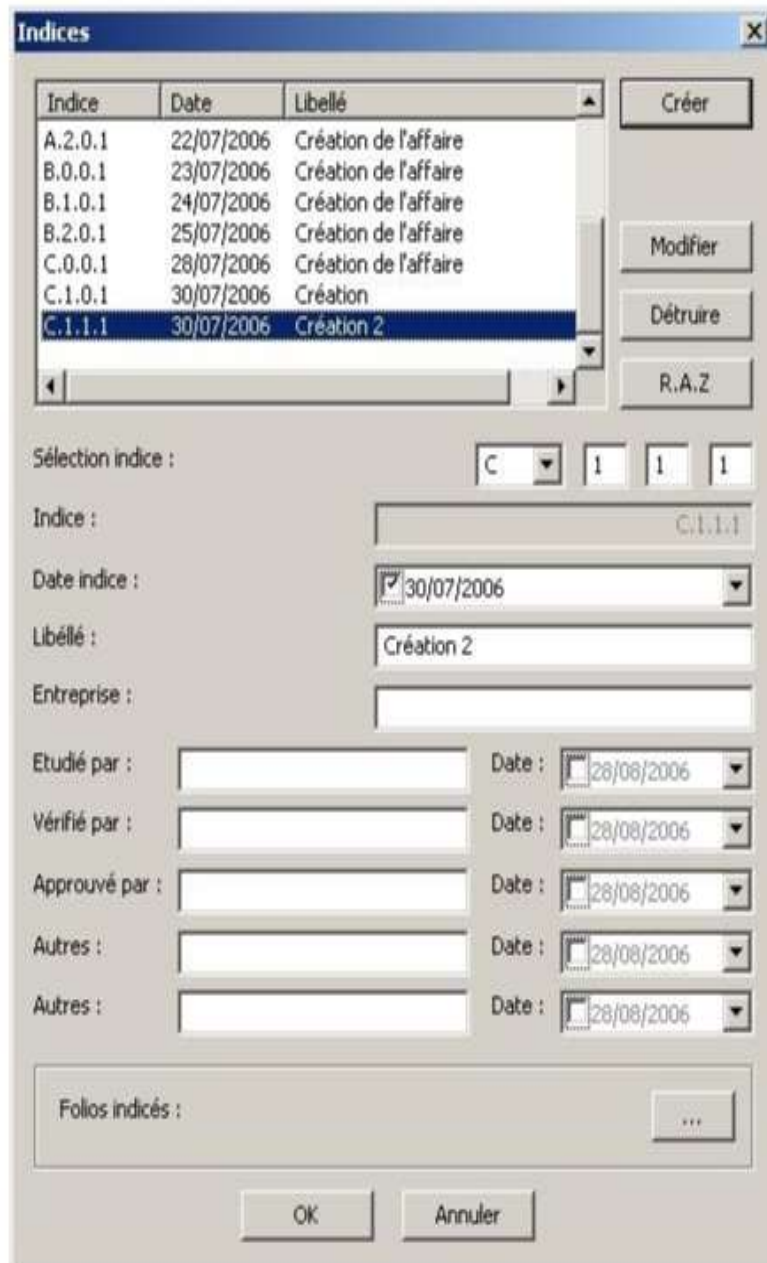 Indices
Indice Date Libellé
A.2.0.1 22/07/2006 Création de l'affaire
B.0.0.1 23/07/2006 Création de l'affaire
B.1.0.1 24/07/2006 Création de l'affaire
B.2.0.1 25/07/2006 Création de l'affaire
C.0.0.1 28/07/2006 Création de l'affaire
C.1.0.1 30/07/2006 Création
C.1.1.1 30/07/2006 Création 2
Créer
Modifier
Détruire
R.A.Z
Sélection indice : C 1 1 1
Indice : C.1.1.1
Date indice : 30/07/2006
Libéllé : Création 2
Entreprise :
Etudié par : Date : 28/08/2006
Vérifié par : Date : 28/08/2006
Approuvé par : Date : 28/08/2006
Autres : Date : 28/08/2006
Autres : Date : 28/08/2006
Folios indicés : ...
OK Annuler